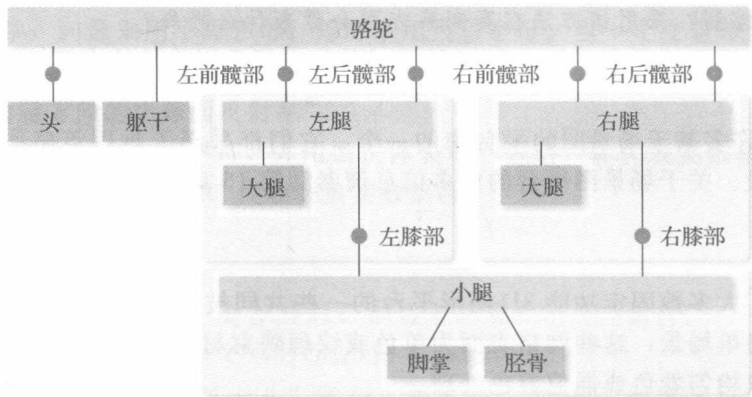 骆驼
左前髋部 左后髋部 右前髋部 右后髋部
头 躯干 左腿 右腿
大腿 大腿
左膝部 右膝部
小腿
脚掌 胫骨